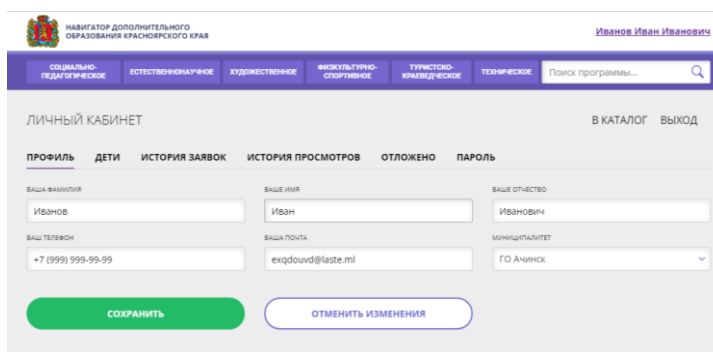 НАВИГАТОР ДОПОЛНИТЕЛЬНОГО
ОБРАЗОВАНИЯ КРАСНОЯРСКОГО КРАЯ
Иванов Иван Иванович
СОЦИАЛЬНО-
ПЕДАГОГИЧЕСКОЕ
ЕСТЕСТВЕННОНАУЧНОЕ
ХУДОЖЕСТВЕННОЕ
ФИЗКУЛЬТУРНО-
СПОРТИВНОЕ
ТУРИСТСКО-
КРАЕВЕДЧЕСКОЕ
ТЕХНИЧЕСКОЕ
Поиск программы...
ЛИЧНЫЙ КАБИНЕТ
В КАТАЛОГ ВЫХОД
ПРОФИЛЬ ДЕТИ ИСТОРИЯ ЗАЯВОК ИСТОРИЯ ПРОСМОТРОВ ОТЛОЖЕНО ПАРОЛЬ
ВАША ФАМИЛИЯ ВАШЕ ИМЯ ВАШЕ ОТЧЕСТВО
Иванов Иван Иванович
ВАШ ТЕЛЕФОН ВАША ПОЧТА МУНИЦИПАЛИТЕТ
+7 (999) 999-99-99 exqdouvd@laste.ml ГО Ачинск
СОХРАНИТЬ ОТМЕНИТЬ ИЗМЕНЕНИЯ